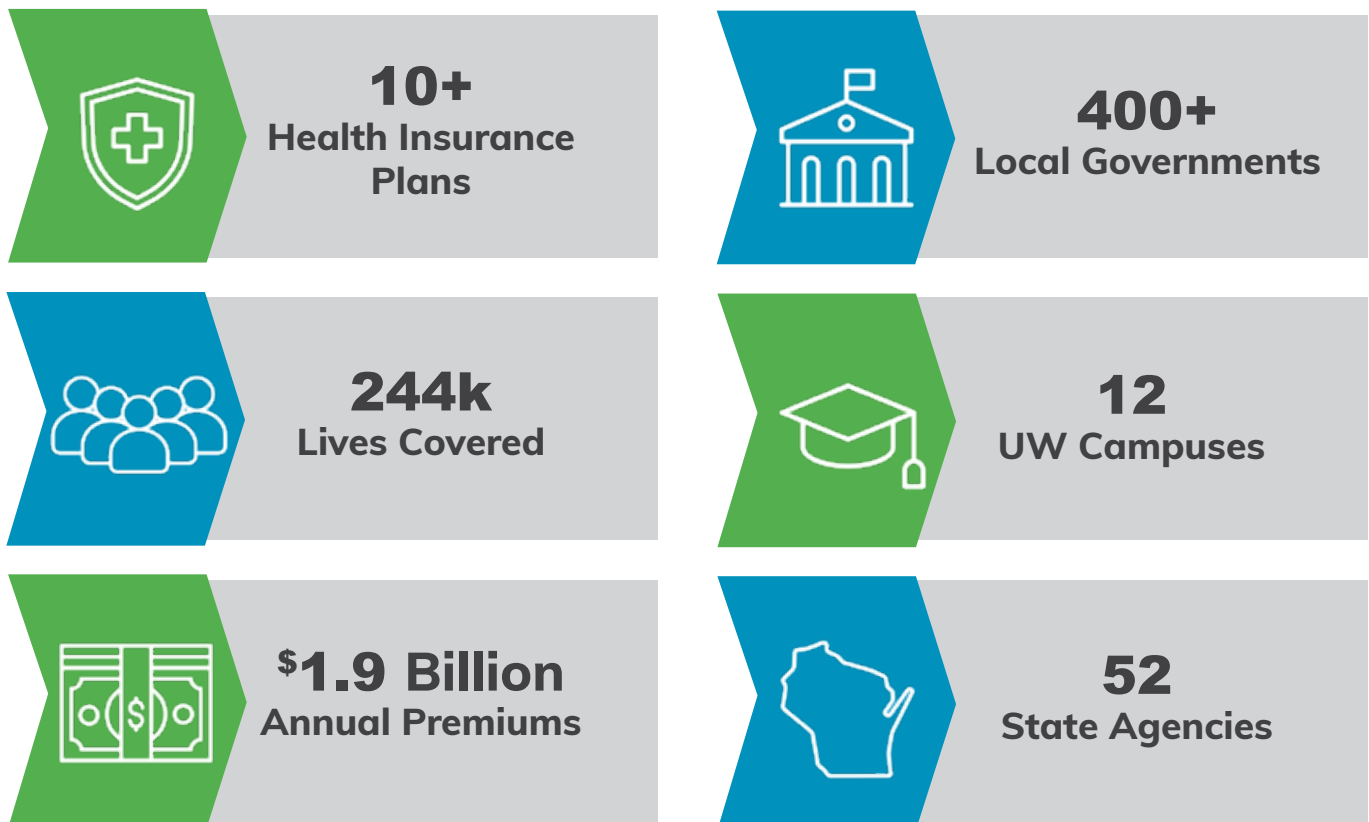 10+
Health Insurance
Plans
400+
Local Governments
244k
Lives Covered
12
UW Campuses
$1.9 Billion
Annual Premiums
$
52
State Agencies